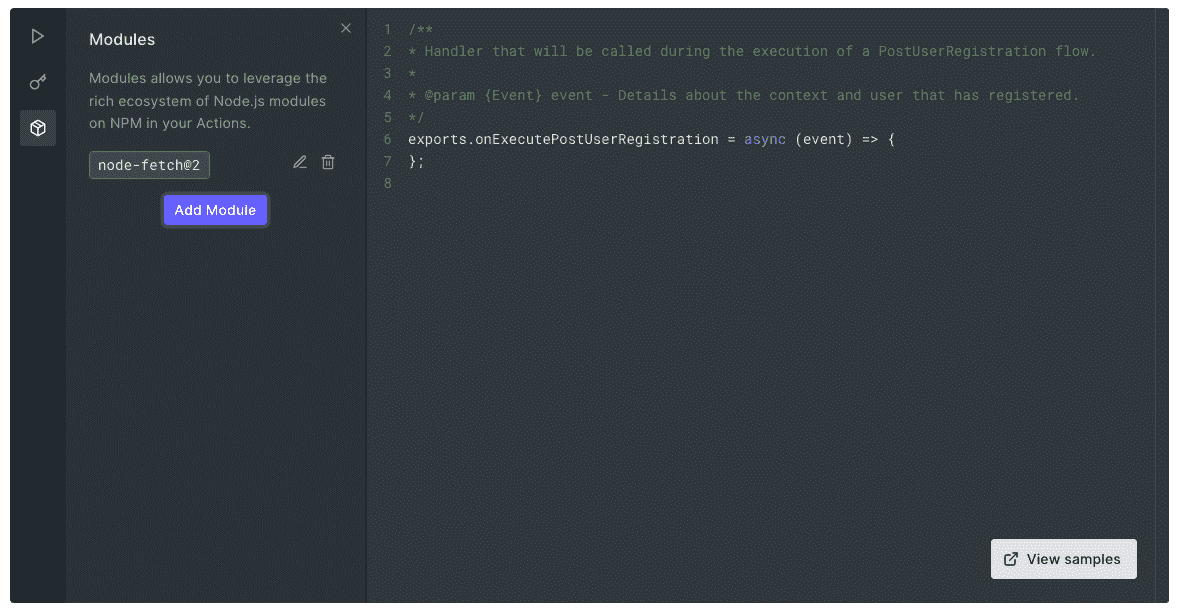 Modules
Modules allows you to leverage the
rich ecosystem of Node.js modules
on NPM in your Actions.
node-fetch@2
Add Module
1 /**
2 * Handler that will be called during the execution of a PostUserRegistration flow.
3 *
4 * @param {Event} event - Details about the context and user that has registered.
5 */
6 exports.onExecutePostUserRegistration = async (event) => {
7 };
8
View samples